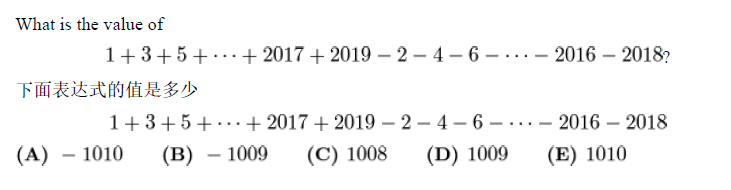 What is the value of
1 + 3 + 5 + ⋯ + 2017 + 2019 − 2 − 4 − 6 − ⋯ − 2016 − 2018?
下面表达式的值是多少
1 + 3 + 5 + ⋯ + 2017 + 2019 − 2 − 4 − 6 − ⋯ − 2016 − 2018
(A) − 1010 (B) − 1009 (C) 1008 (D) 1009 (E) 1010